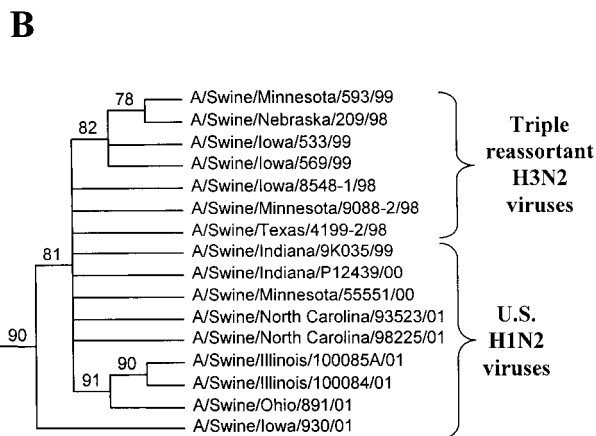 B
78
A/Swine/Minnesota/593/99
A/Swine/Nebraska/209/98
82
A/Swine/Iowa/533/99
A/Swine/Iowa/569/99
A/Swine/Iowa/8548-1/98
A/Swine/Minnesota/9088-2/98
A/Swine/Texas/4199-2/98
Triple
reassortant
H3N2
viruses
81
A/Swine/Indiana/9K035/99
A/Swine/Indiana/P12439/00
A/Swine/Minnesota/55551/00
A/Swine/North Carolina/93523/01
90
A/Swine/North Carolina/98225/01
90
A/Swine/Illinois/100085A/01
A/Swine/Illinois/100084/01
91
A/Swine/Ohio/891/01
A/Swine/Iowa/930/01
U.S.
H1N2
viruses